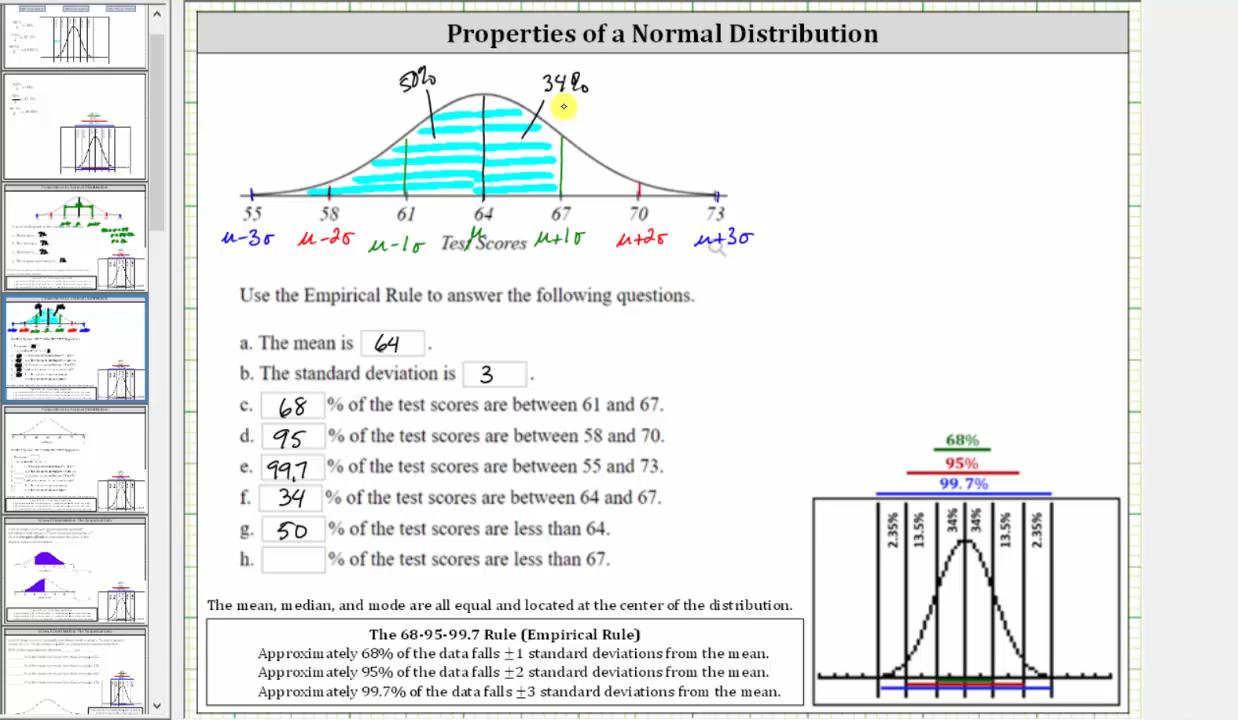 Properties of a Normal Distribution
50% 34%
55 58 61 64 67 70 73
μ-3σ μ-2σ μ-1σ μ μ+1σ μ+2σ μ+3σ
Test Scores
Use the Empirical Rule to answer the following questions.
a. The mean is 64 .
b. The standard deviation is 3 .
c. 68 % of the test scores are between 61 and 67.
d. 95 % of the test scores are between 58 and 70.
e. 99.7 % of the test scores are between 55 and 73.
f. 34 % of the test scores are between 64 and 67.
g. 50 % of the test scores are less than 64.
h. % of the test scores are less than 67.
The mean, median, and mode are all equal and located at the center of the distribution.
The 68-95-99.7 Rule (Empirical Rule)
Approximately 68% of the data falls ±1 standard deviations from the mean.
Approximately 95% of the data falls ±2 standard deviations from the mean.
Approximately 99.7% of the data falls ±3 standard deviations from the mean.
68%
95%
99.7%
2.35% 13.5% 34% 34% 13.5% 2.35%